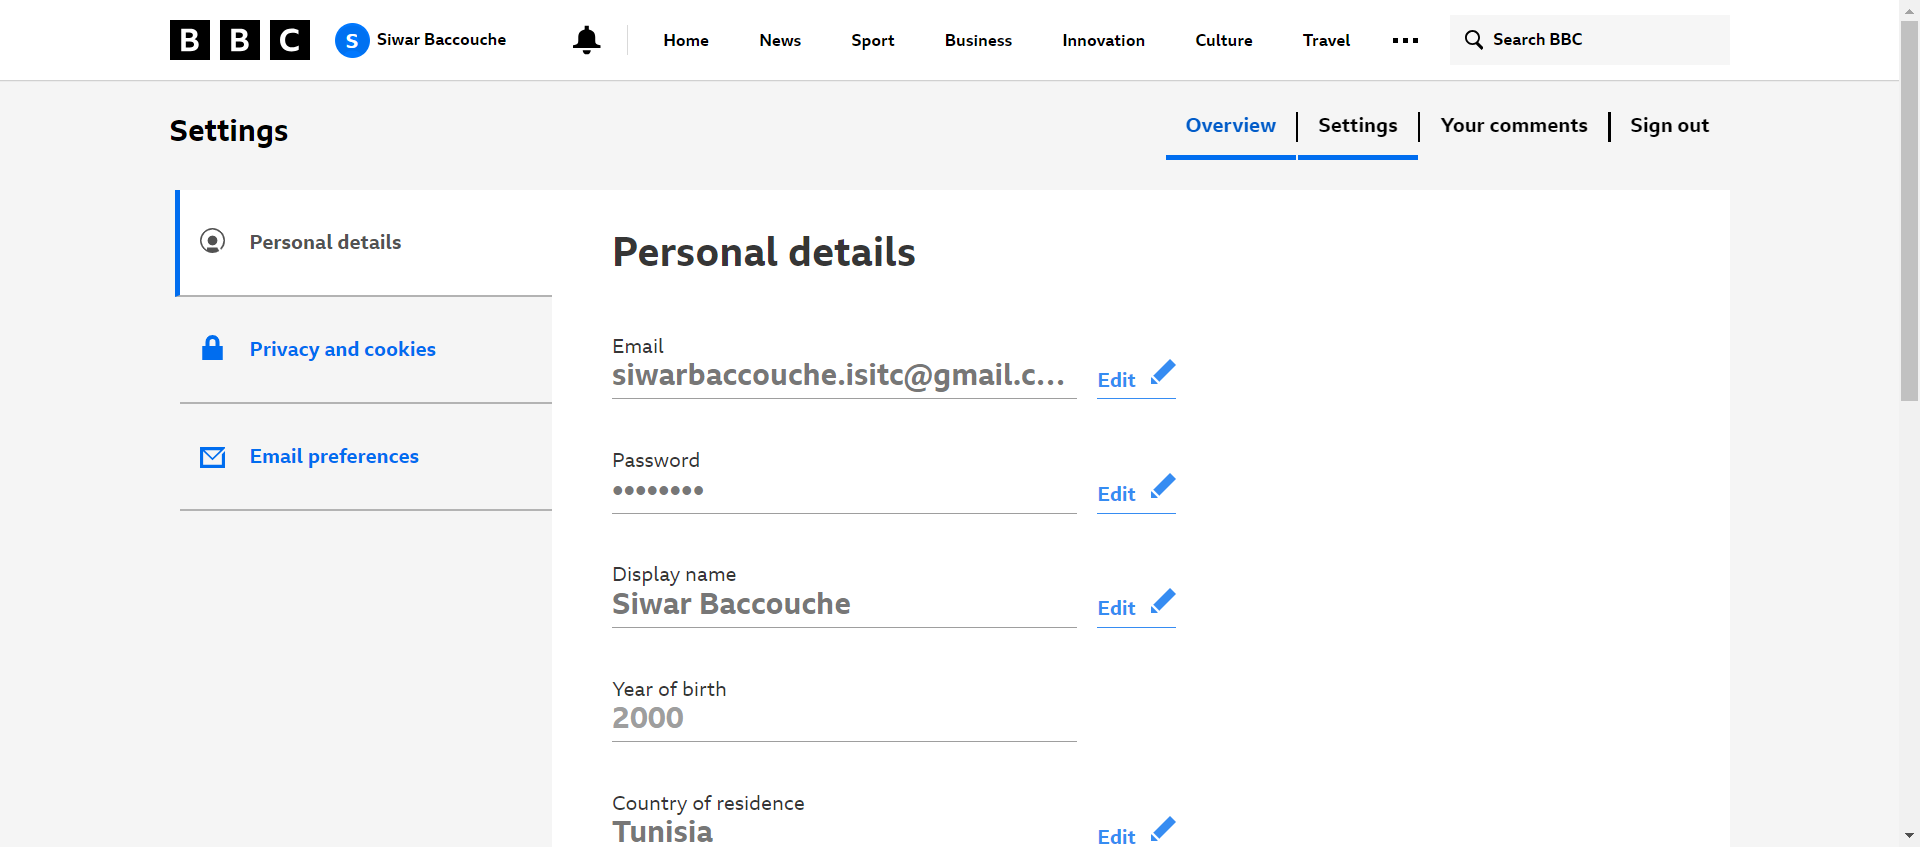 BBC
S Siwar Baccouche
Home
News
Sport
Business
Innovation
Culture
Travel
Search BBC
Settings
Overview
Settings
Your comments
Sign out
Personal details
Privacy and cookies
Email preferences
Personal details
Email
siwarbaccouche.isitc@gmail.c...
Edit
Password
••••••••
Edit
Display name
Siwar Baccouche
Edit
Year of birth
2000
Country of residence
Tunisia
Edit